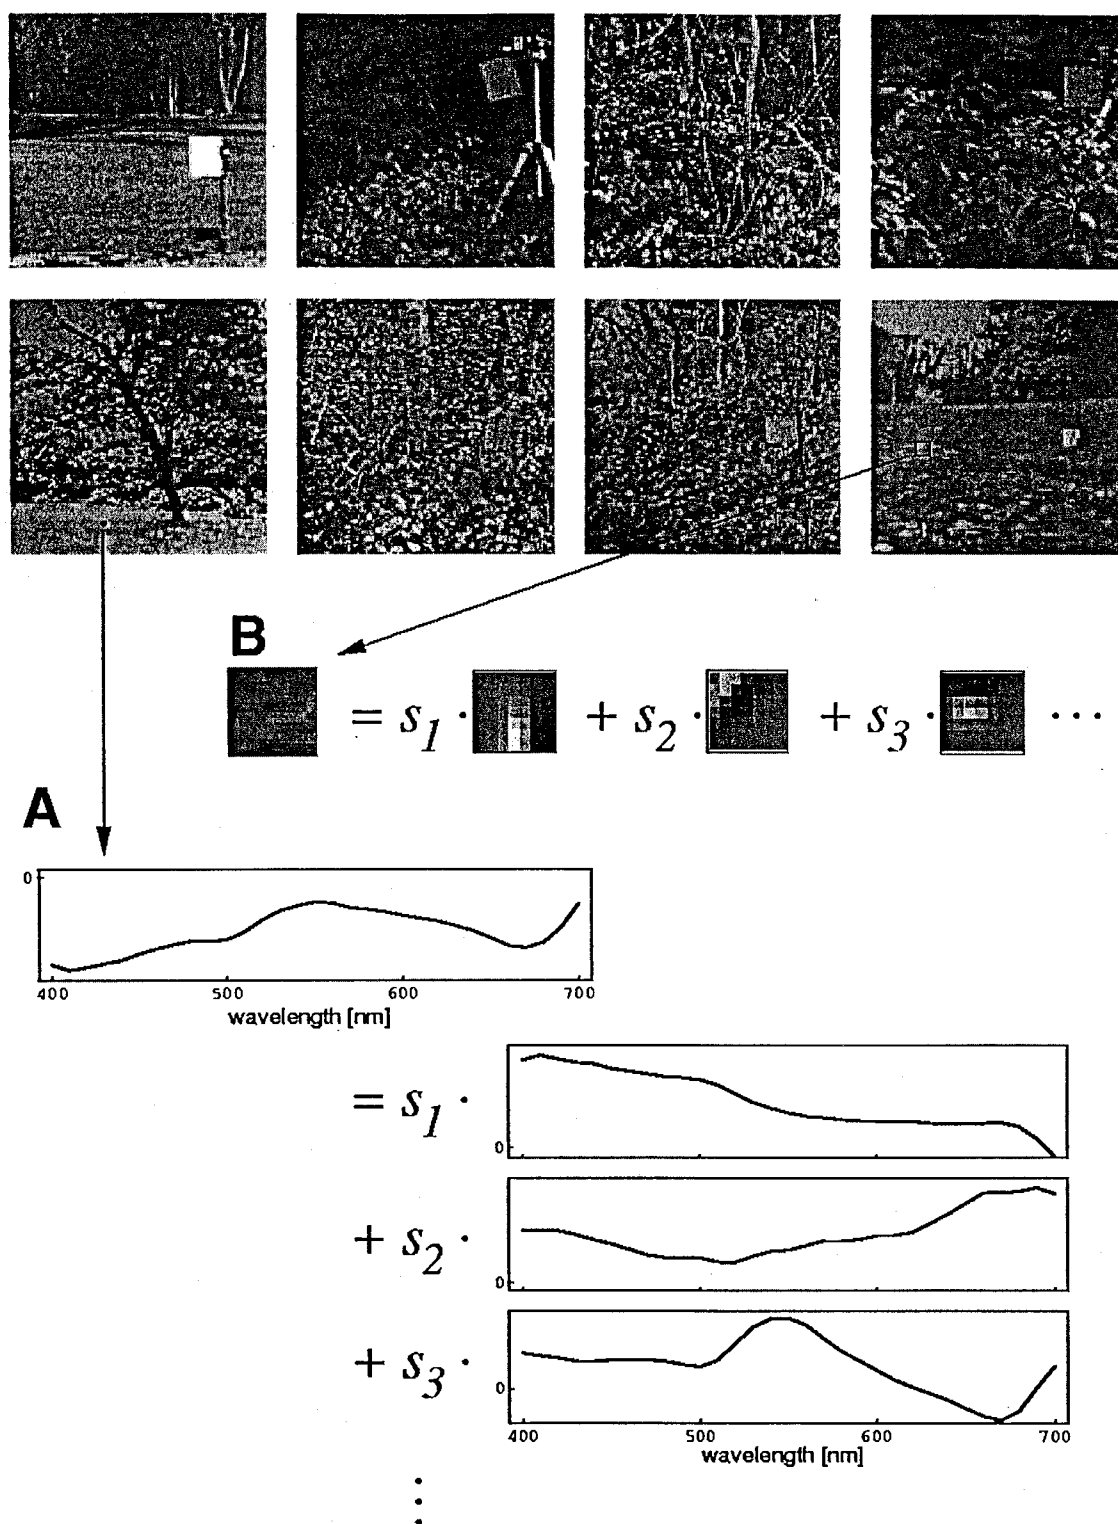 B
= s1 · + s2 · + s3 · ···
A
0
400 500 600 700
wavelength [nm]
= s1 ·
0
+ s2 ·
0
+ s3 ·
0
400 500 600 700
wavelength [nm]
⋮